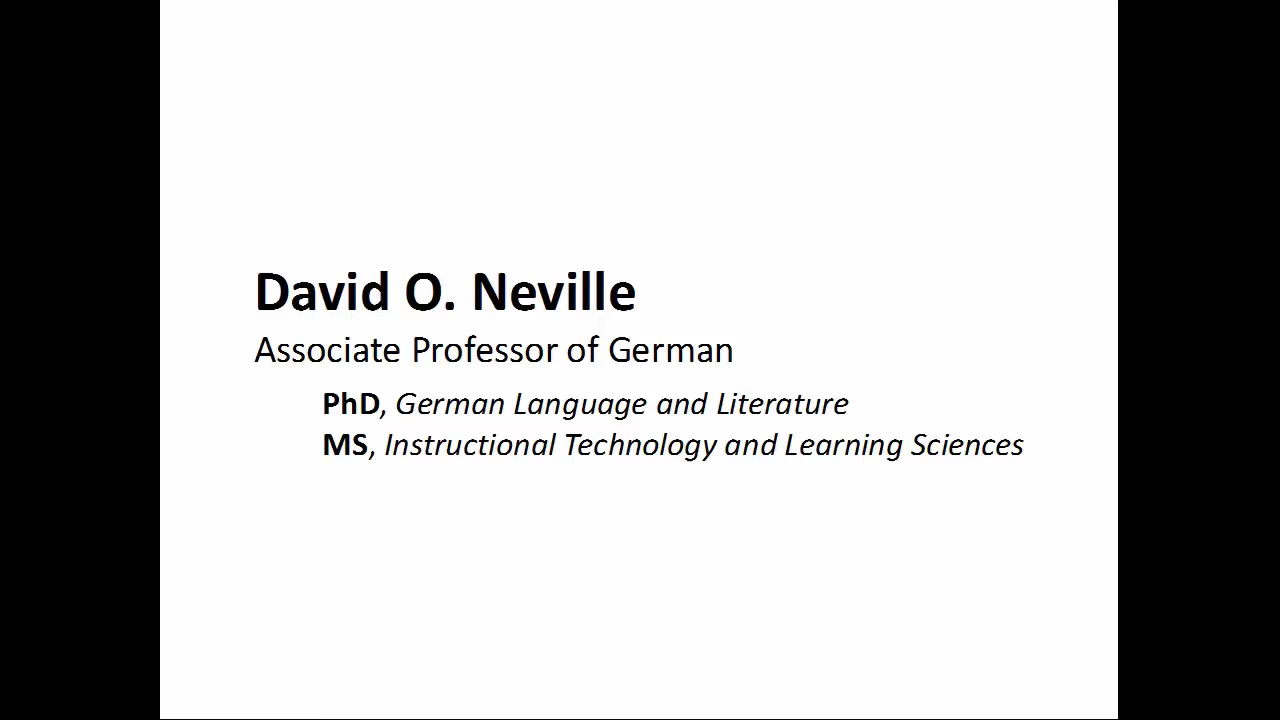 David O. Neville
Associate Professor of German
PhD, German Language and Literature
MS, Instructional Technology and Learning Sciences